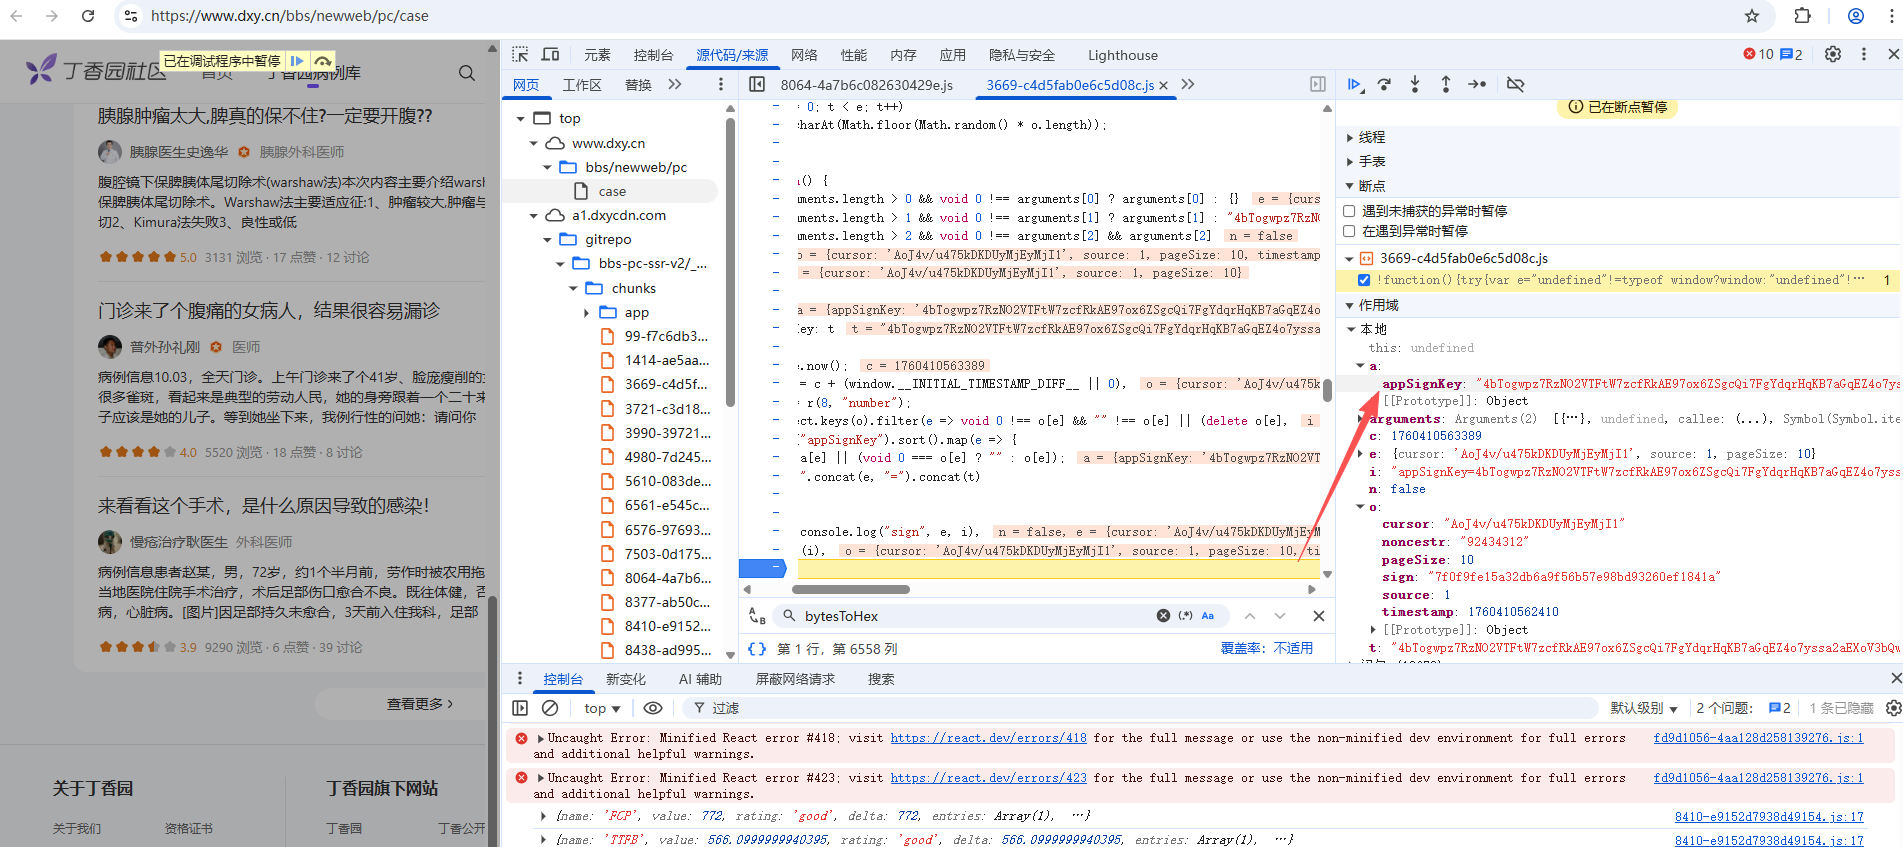 https://www.dxy.cn/bbs/newweb/pc/case
丁香园社区
首页
丁香园病例库
已在调试程序中暂停
胰腺肿瘤太大,脾真的保不住?一定要开腹??
胰腺医生史逸华 胰腺外科医师
腹腔镜下保脾胰体尾切除术(warshaw法)本次内容主要介绍warsh
保脾胰体尾切除术。Warshaw法主要适应征:1、肿瘤较大,肿瘤与
切2、Kimura法失败3、良性或低
5.0 3131 浏览 · 17 点赞 · 12 讨论
门诊来了个腹痛的女病人，结果很容易漏诊
普外孙礼刚 医师
病例信息10.03，全天门诊。上午门诊来了个41岁、脸庞瘦削的女
很多雀斑，看起来是典型的劳动人民，她的身旁跟着一个二十来
子应该是她的儿子。等到她坐下来，我例行性的问她：请问你
4.0 5520 浏览 · 18 点赞 · 8 讨论
来看看这个手术，是什么原因导致的感染！
慢疮治疗耿医生 外科医师
病例信息患者赵某，男，72岁，约1个半月前，劳作时被农用拖
当地医院住院手术治疗，术后足部伤口愈合不良。既往体健，否
病，心脏病。[图片]因足部持久未愈合，3天前入住我科，足部
3.9 9290 浏览 · 6 点赞 · 39 讨论
查看更多 ›
关于丁香园
丁香园旗下网站
关于我们 资格证书 丁香园 丁香公开
元素 控制台 源代码/来源 网络 性能 内存 应用 隐私与安全 Lighthouse
10 2
网页 工作区 替换
top
www.dxy.cn
bbs/newweb/pc
case
a1.dxycdn.com
gitrepo
bbs-pc-ssr-v2/_...
chunks
app
99-f7c6db3...
1414-ae5aa...
3669-c4d5f...
3721-c3d18...
3990-39721...
4980-7d245...
5610-083de...
6561-e545c...
6576-97693...
7503-0d175...
8064-4a7b6...
8377-ab50c...
8410-e9152...
8438-ad995...
8064-4a7b6c082630429e.js 3669-c4d5fab0e6c5d08c.js
= 0; t < e; t++)
charAt(Math.floor(Math.random() * o.length));
() {
uments.length > 0 && void 0 !== arguments[0] ? arguments[0] : {} e = {curs
uments.length > 1 && void 0 !== arguments[1] ? arguments[1] : "4bTogwpz7RzNO
uments.length > 2 && void 0 !== arguments[2] && arguments[2] n = false
o = {cursor: 'AoJ4v/u475kDKDUyMjEyMjI1', source: 1, pageSize: 10, timestamp
= {cursor: 'AoJ4v/u475kDKDUyMjEyMjI1', source: 1, pageSize: 10}
a = {appSignKey: '4bTogwpz7RzNO2VTFtW7zcfRkAE97ox6ZSgcQi7FgYdqrHqKB7aGqEZ4o
ey: t t = "4bTogwpz7RzNO2VTFtW7zcfRkAE97ox6ZSgcQi7FgYdqrHqKB7aGqEZ4o7yssa
.now(); c = 1760410563389
= c + (window.__INITIAL_TIMESTAMP_DIFF__ || 0), o = {cursor: 'AoJ4v/u475k
r(8, "number");
ect.keys(o).filter(e => void 0 !== o[e] && "" !== o[e] || (delete o[e], i
("appSignKey").sort().map(e => {
a[e] || (void 0 === o[e] ? "" : o[e]); a = {appSignKey: '4bTogwpz7RzNO2VT
".concat(e, "=").concat(t)
console.log("sign", e, i), n = false, e = {cursor: 'AoJ4v/u475kDKDUyMjEyM
(i), o = {cursor: 'AoJ4v/u475kDKDUyMjEyMjI1', source: 1, pageSize: 10, ti
bytesToHex
(.*) Aa
{ } 第 1 行，第 6558 列
覆盖率：不适用
已在断点暂停
线程
手表
断点
遇到未捕获的异常时暂停
在遇到异常时暂停
3669-c4d5fab0e6c5d08c.js
!function(){try{var e="undefined"!=typeof window?window:"undefined"!··· 1
作用域
本地
this: undefined
a:
appSignKey: "4bTogwpz7RzNO2VTFtW7zcfRkAE97ox6ZSgcQi7FgYdqrHqKB7aGqEZ4o7ys
[[Prototype]]: Object
arguments: Arguments(2) [{…}, undefined, callee: (...), Symbol(Symbol.ite
c: 1760410563389
e: {cursor: 'AoJ4v/u475kDKDUyMjEyMjI1', source: 1, pageSize: 10}
i: "appSignKey=4bTogwpz7RzNO2VTFtW7zcfRkAE97ox6ZSgcQi7FgYdqrHqKB7aGqEZ4o7yss
n: false
o:
cursor: "AoJ4v/u475kDKDUyMjEyMjI1"
noncestr: "92434312"
pageSize: 10
sign: "7f0f9fe15a32db6a9f56b57e98bd93260ef1841a"
source: 1
timestamp: 1760410562410
[[Prototype]]: Object
t: "4bTogwpz7RzNO2VTFtW7zcfRkAE97ox6ZSgcQi7FgYdqrHqKB7aGqEZ4o7yssa2aEXoV3bQw
控制台 新变化 AI 辅助 屏蔽网络请求 搜索
top 过滤 默认级别 2 个问题： 2 1 条已隐藏
Uncaught Error: Minified React error #418; visit https://react.dev/errors/418 for the full message or use the non-minified dev environment for full errors fd9d1056-4aa128d258139276.js:1
and additional helpful warnings.
Uncaught Error: Minified React error #423; visit https://react.dev/errors/423 for the full message or use the non-minified dev environment for full errors fd9d1056-4aa128d258139276.js:1
and additional helpful warnings.
{name: 'FCP', value: 772, rating: 'good', delta: 772, entries: Array(1), …} 8410-e9152d7938d49154.js:17
{name: 'TTFB', value: 566.0999999940395, rating: 'good', delta: 566.0999999940395, entries: Array(1), …} 8410-e9152d7938d49154.js:17